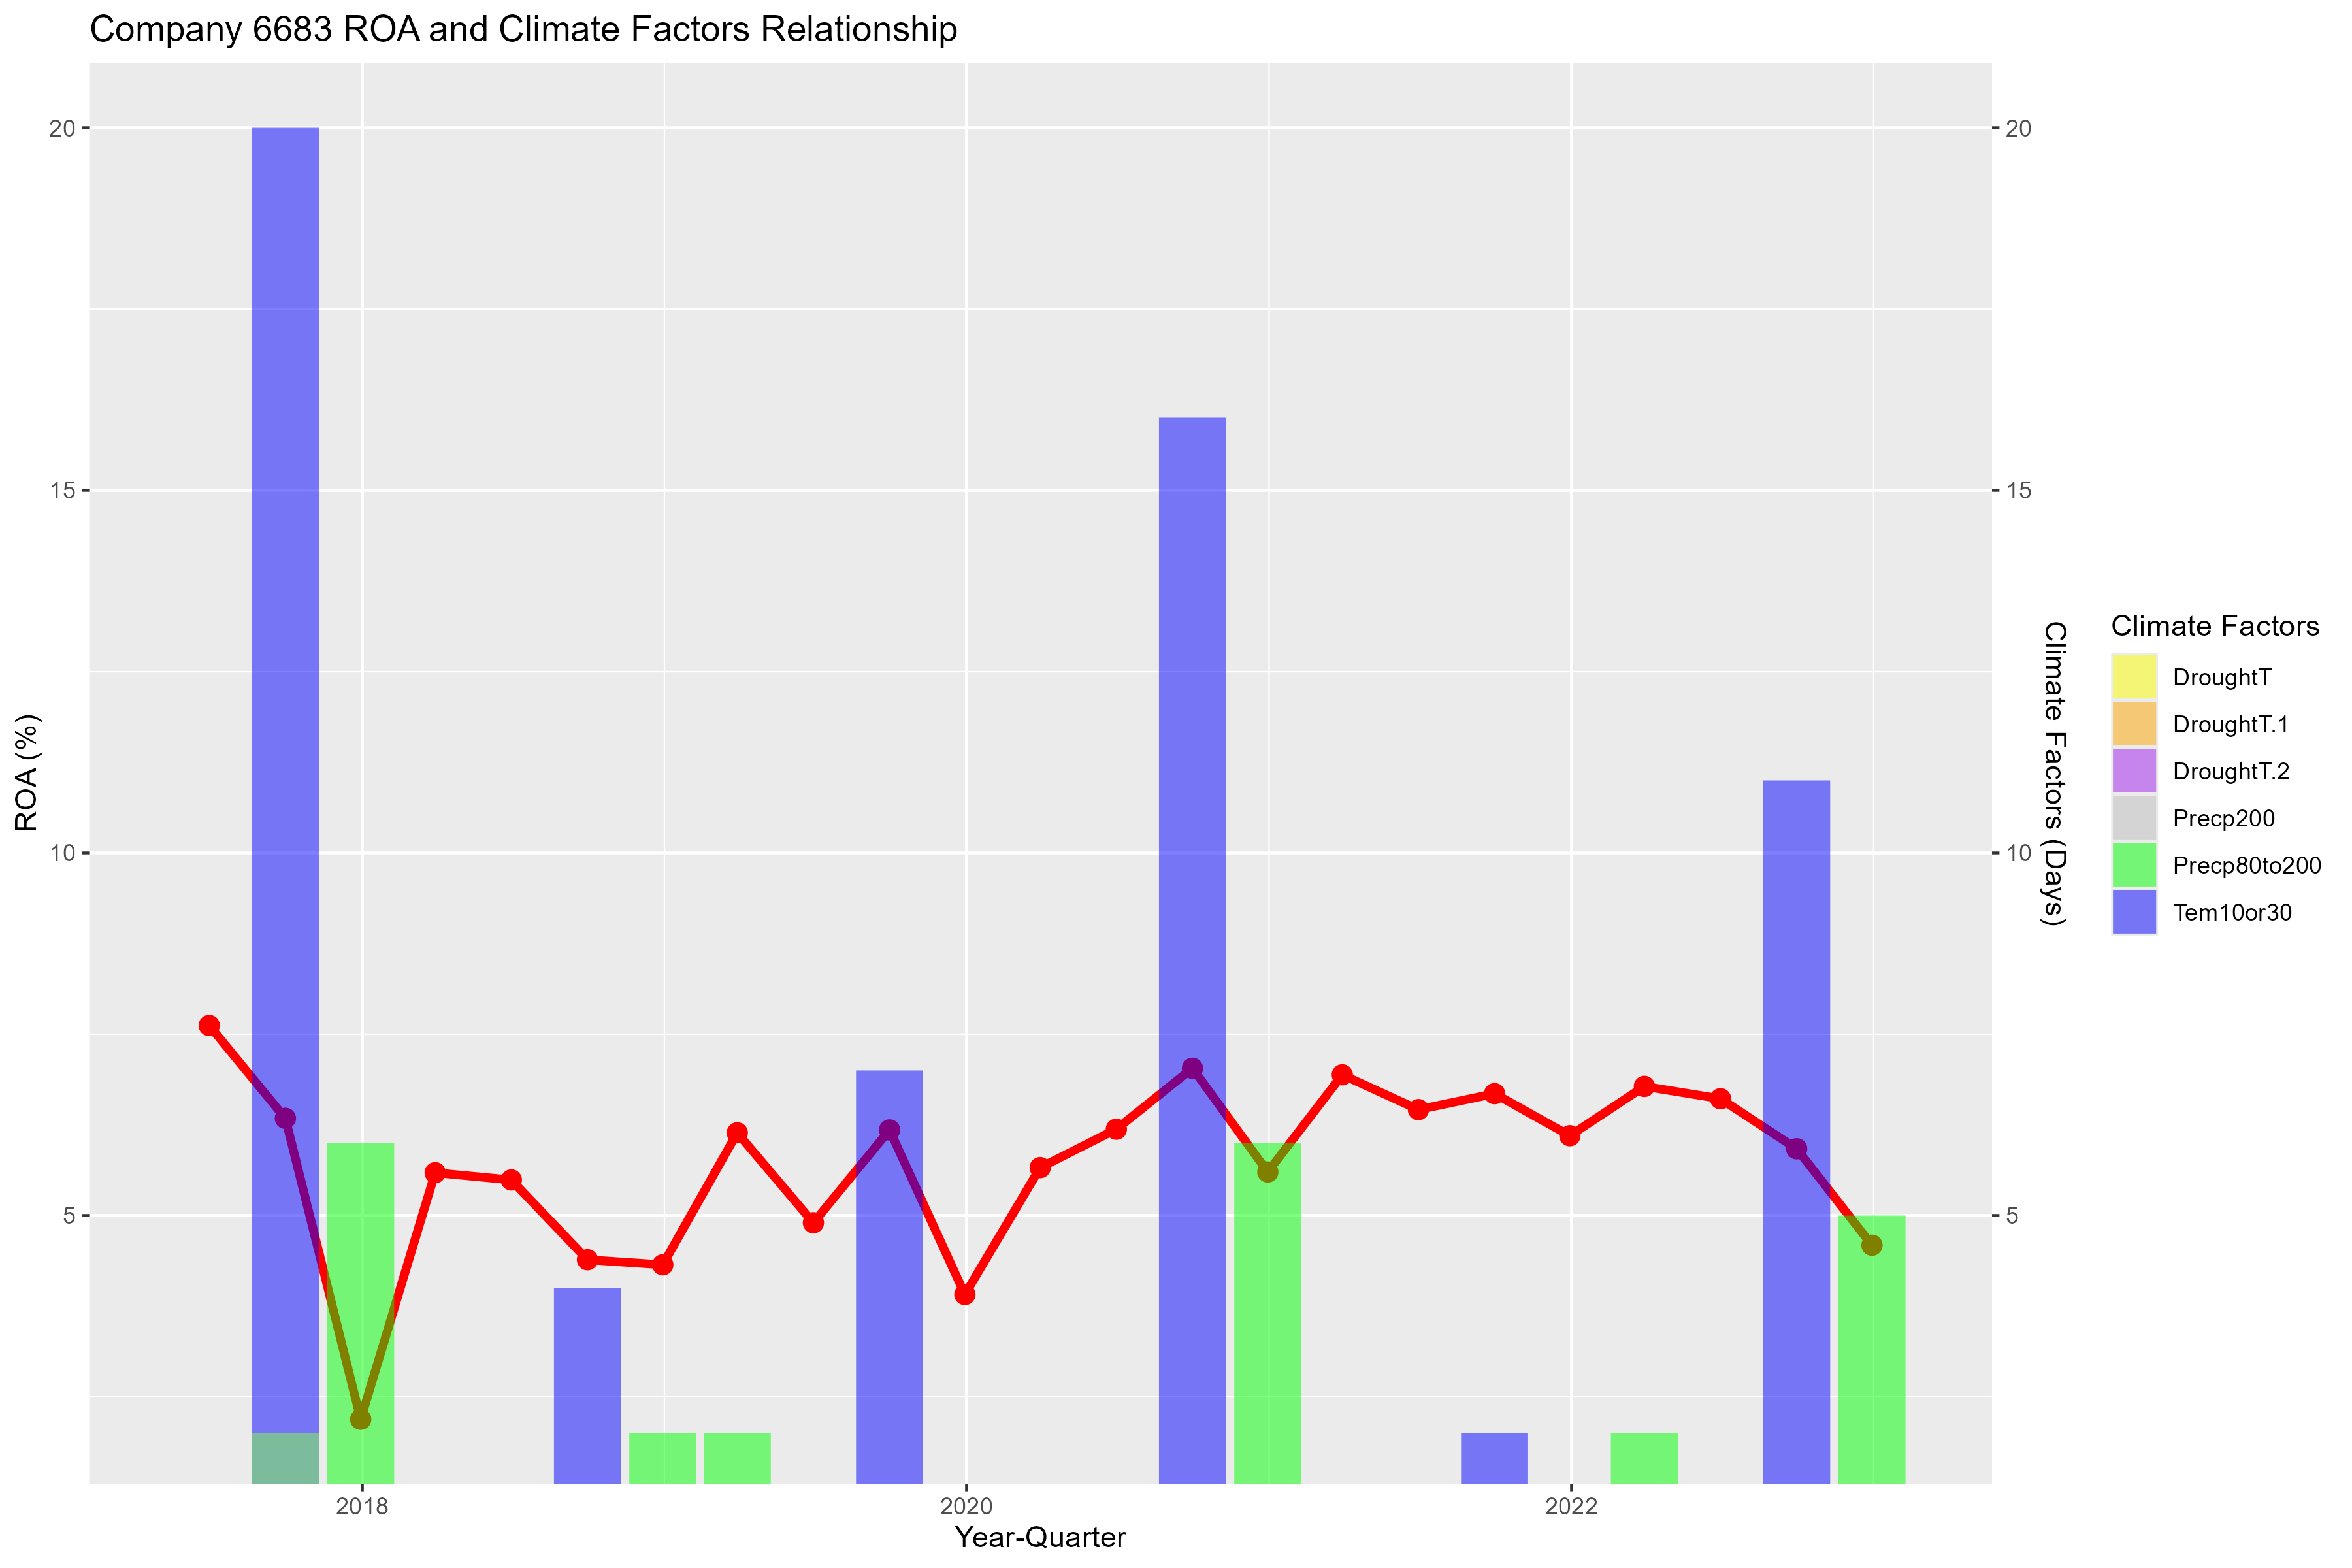 Company 6683 ROA and Climate Factors Relationship
20
15
10
5
ROA (%)
20
15
10
5
Climate Factors (Days)
2018
2020
2022
Year-Quarter
Climate Factors
DroughtT
DroughtT.1
DroughtT.2
Precp200
Precp80to200
Tem10or30